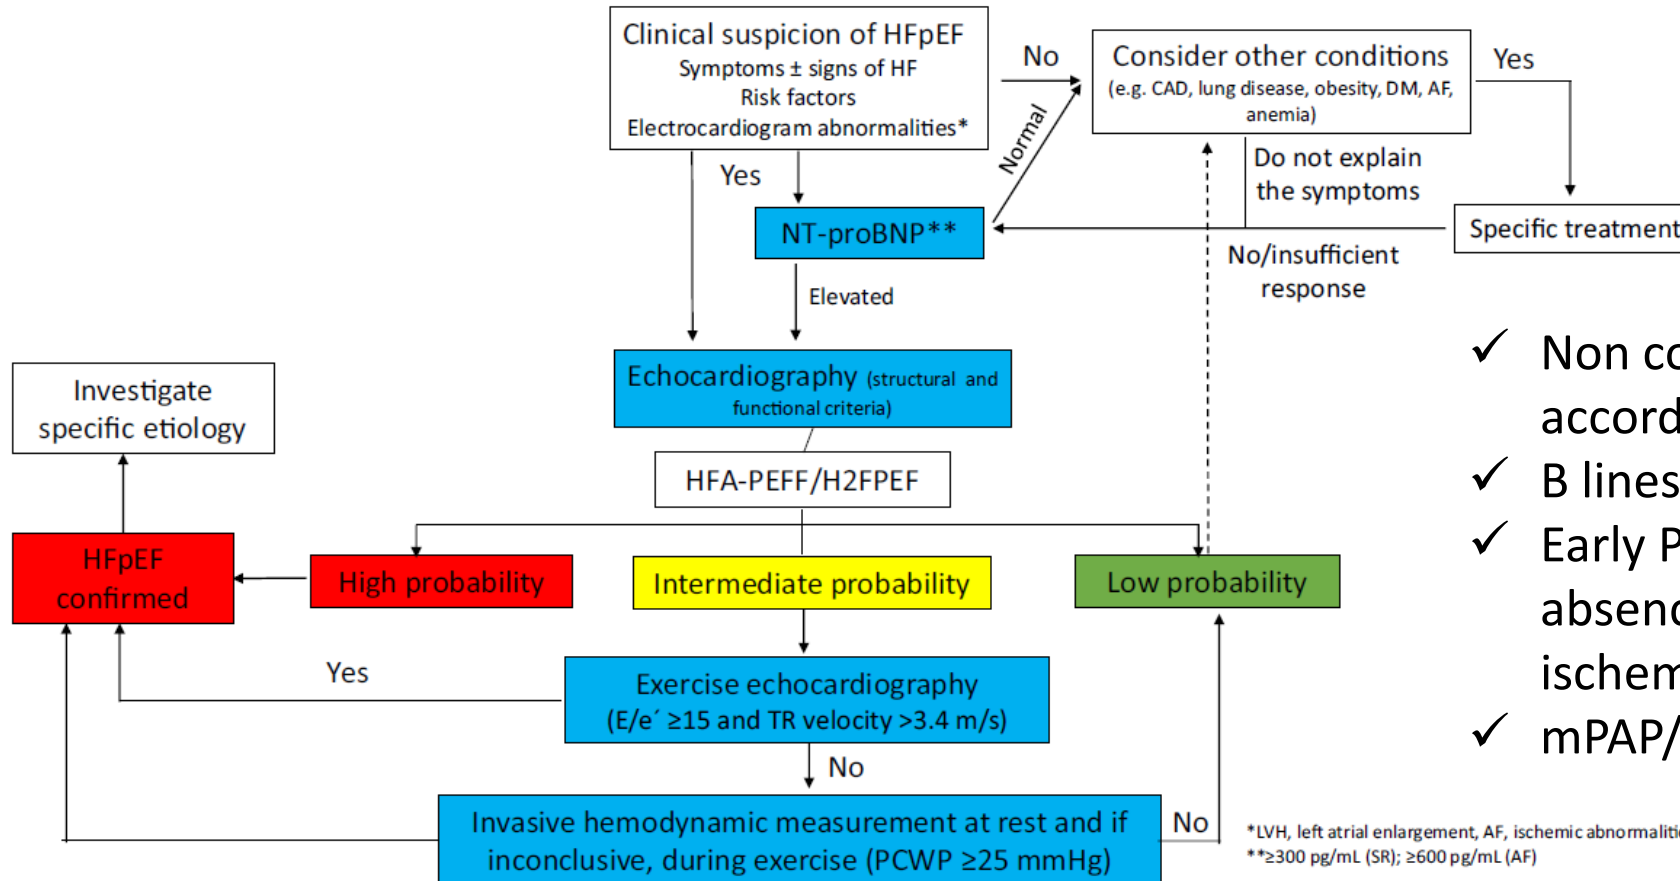 Clinical suspicion of HFpEF
Symptoms ± signs of HF
Risk factors
Electrocardiogram abnormalities*
No
Consider other conditions
(e.g. CAD, lung disease, obesity, DM, AF,
anemia)
Yes
Normal
Yes
Do not explain
the symptoms
NT-proBNP**
Specific treatment
No/insufficient
response
Elevated
Echocardiography (structural and
functional criteria)
Investigate
specific etiology
HFA-PEFF/H2FPEF
HFpEF
confirmed
High probability
Intermediate probability
Low probability
Yes
Exercise echocardiography
(E/e´ ≥15 and TR velocity >3.4 m/s)
No
Invasive hemodynamic measurement at rest and if
inconclusive, during exercise (PCWP ≥25 mmHg)
No
✓ Non
✓ B lines
✓ Early
✓ mPAP/
*LVH, left atrial enlargement, AF, ischemic
**≥300 pg/mL (SR); ≥600 pg/mL (AF)